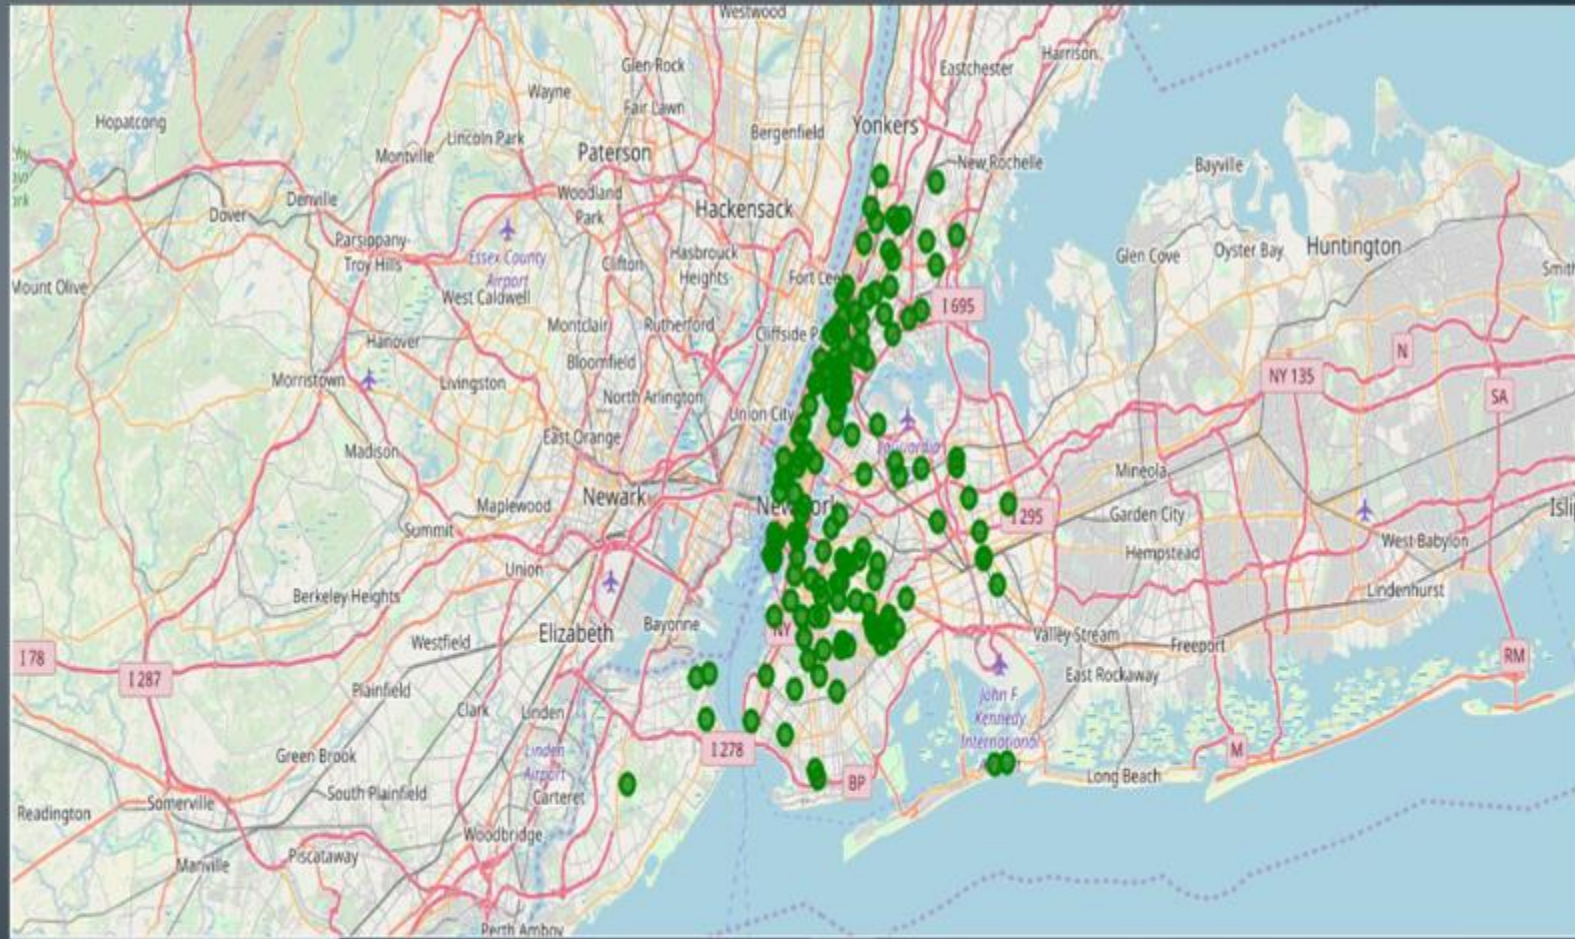 Westwood
Harrison
Glen Rock
Eastchester
Wayne
Fair Lawn
Hopatcong
Yonkers
Bergenfield
Lincoln Park
Paterson
Montville
New Rochelle
Bayville
Woodland
Park
Denville
Hackensack
Dover
Parsippany-
Troy Hills
Essex County
Airport
Hasbrouck
Heights
Clifton
Glen Cove
Oyster Bay
Huntington
Fort Lee
Mount Olive
West Caldwell
I 695
Montclair
Rutherford
Cliffside P
Hanover
Bloomfield
N
Morristown
Livingston
NY 135
North Arlington
SA
Union City
East Orange
Madison
LaGuardia
Mineola
Newark
Maplewood
New York
I 295
Garden City
Isli
Summit
West Babylon
Hempstead
Union
Lindenhurst
Berkeley Heights
Bayonne
Elizabeth
NY
Westfield
Valley Stream
Freeport
I 78
I 287
RM
East Rockaway
Plainfield
John F
Kennedy
International
Clark
Linden
Green Brook
Linden
Airport
I 278
M
Long Beach
BP
South Plainfield
Carteret
Somerville
Readington
Woodbridge
Piscataway
Manville
Perth Amboy